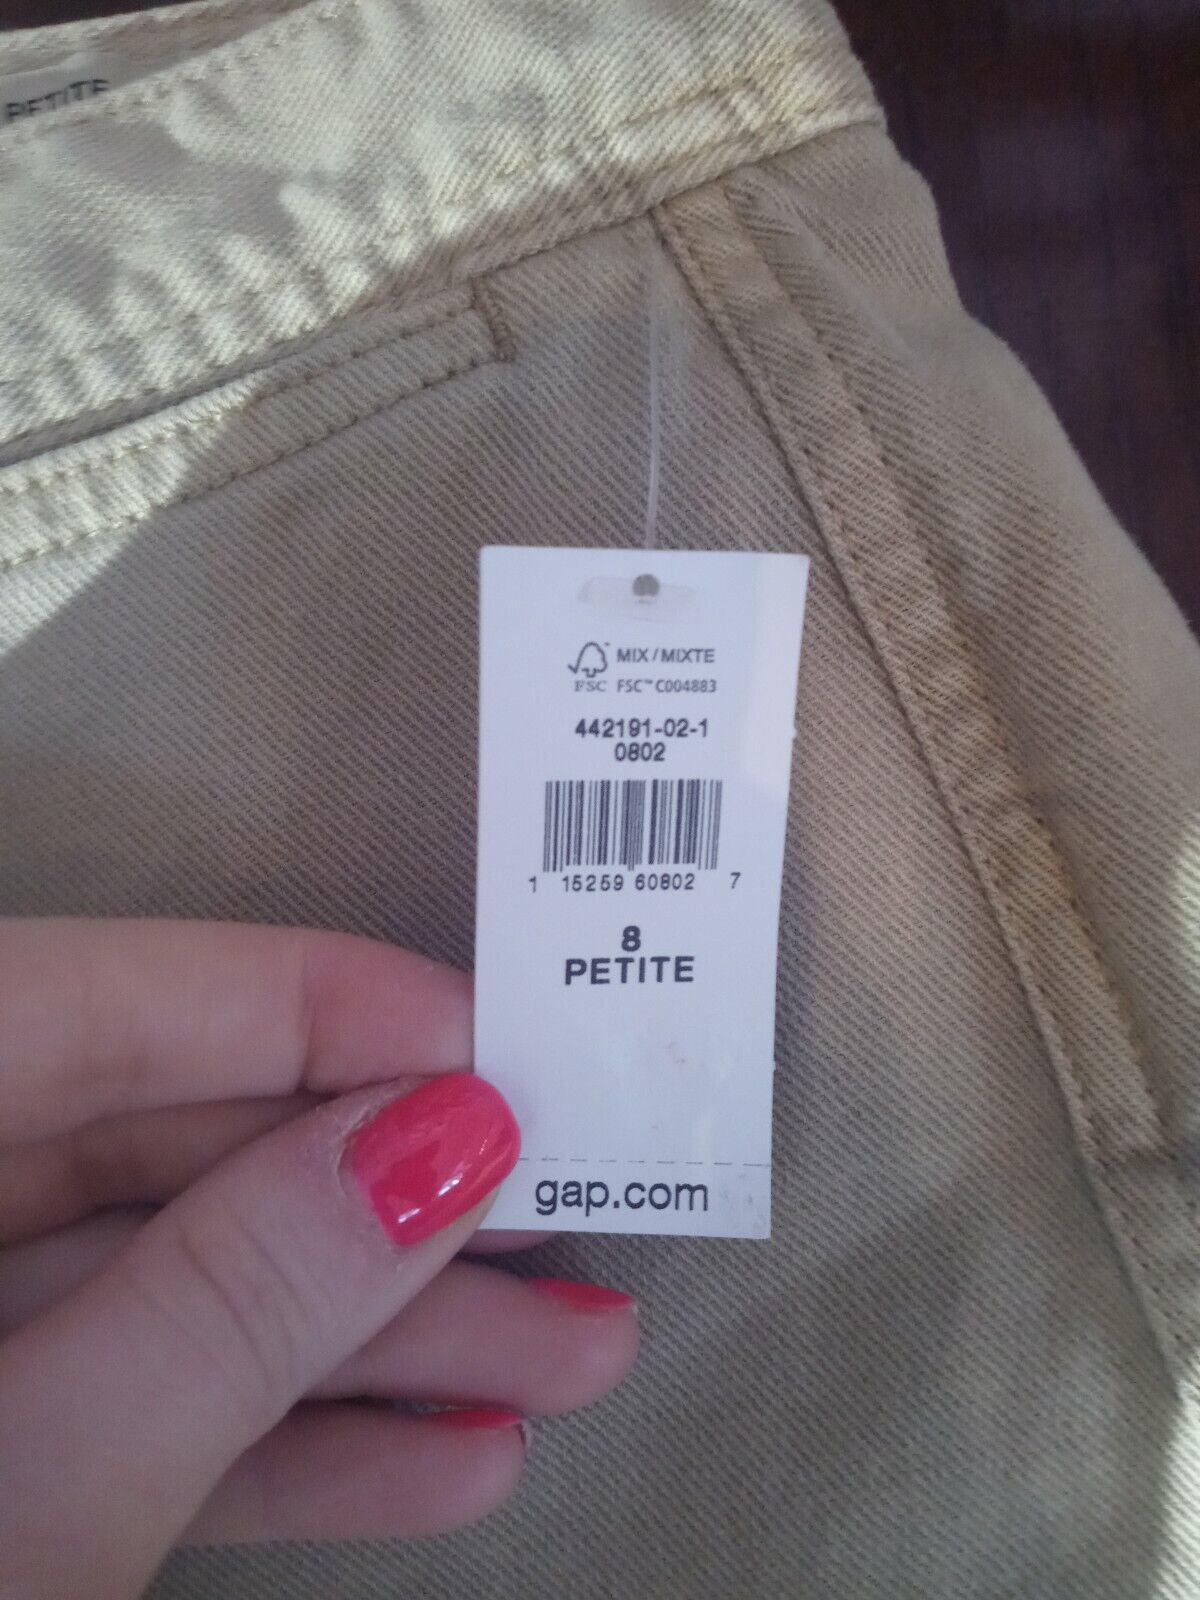 PETITE
MIX / MIXTE
FSC FSC™ C004883
442191-02-1
0802
1 15259 60802 7
8
PETITE
gap.com